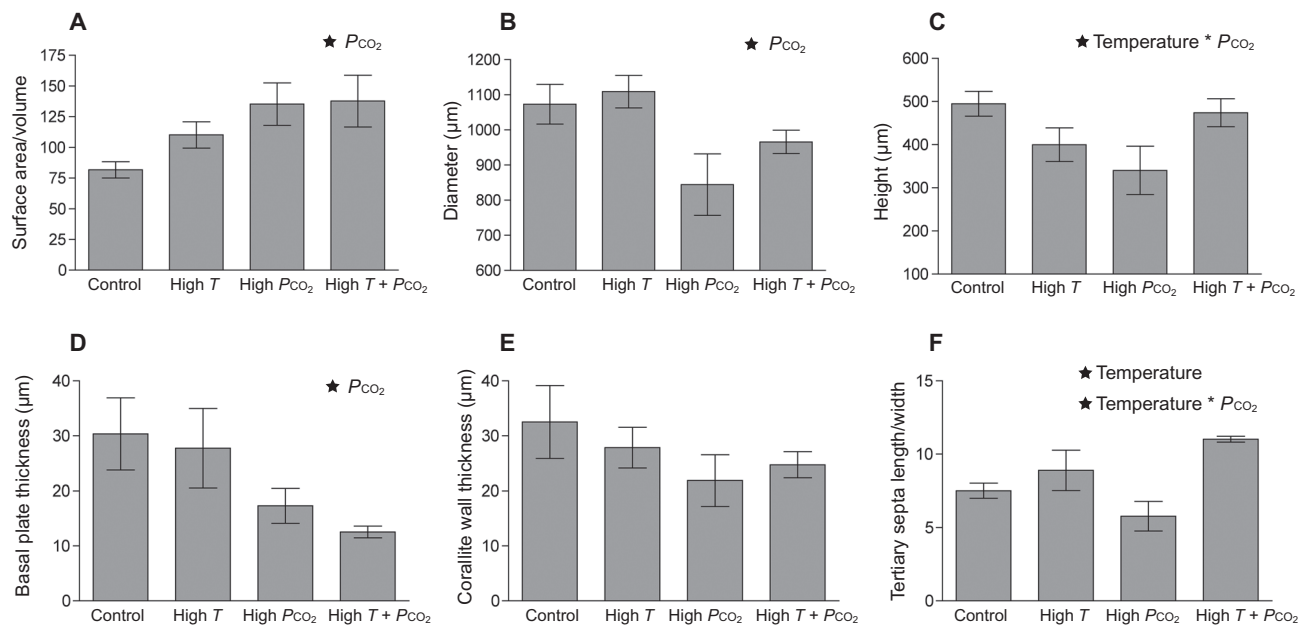 A
★ PCO₂
Surface area/volume
175
150
125
100
75
50
25
0
Control High T High PCO₂ High T + PCO₂
B
★ PCO₂
Diameter (µm)
1200
1100
1000
900
800
700
600
Control High T High PCO₂ High T + PCO₂
C
★ Temperature * PCO₂
Height (µm)
600
500
400
300
200
100
Control High T High PCO₂ High T + PCO₂
D
★ PCO₂
Basal plate thickness (µm)
40
30
20
10
0
Control High T High PCO₂ High T + PCO₂
E
Corallite wall thickness (µm)
40
30
20
10
0
Control High T High PCO₂ High T + PCO₂
F
★ Temperature
★ Temperature * PCO₂
Tertiary septa length/width
15
10
5
0
Control High T High PCO₂ High T + PCO₂